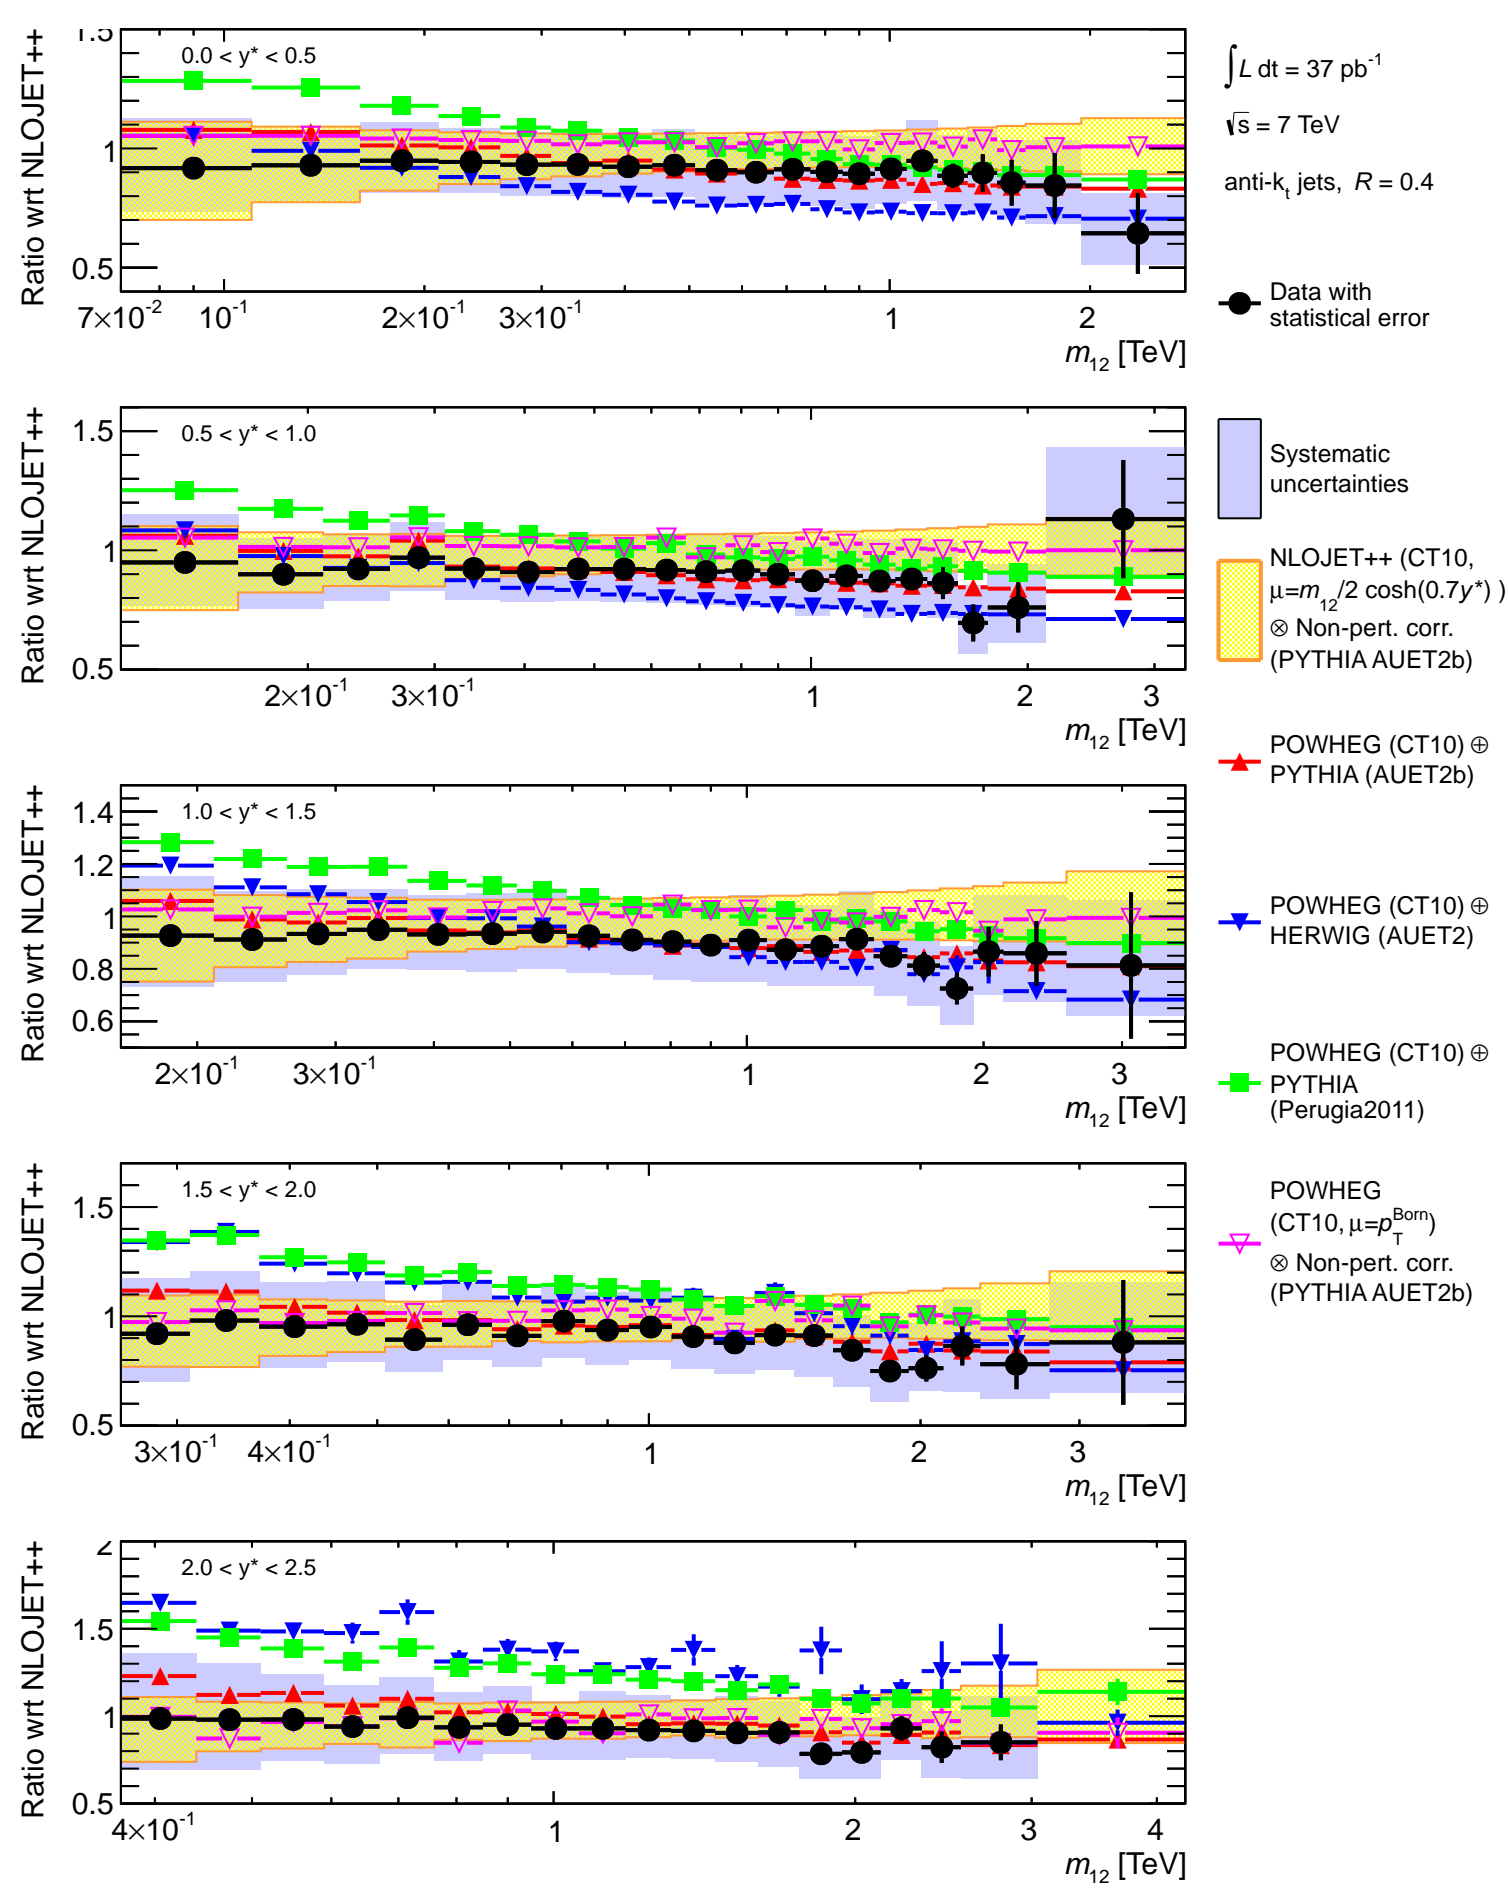 Ratio wrt NLOJET++
1.5
1
0.5
0.0 < y* < 0.5
7×10⁻² 10⁻¹ 2×10⁻¹ 3×10⁻¹ 1 2
m₁₂ [TeV]
Ratio wrt NLOJET++
1.5
1
0.5
0.5 < y* < 1.0
2×10⁻¹ 3×10⁻¹ 1 2 3
m₁₂ [TeV]
Ratio wrt NLOJET++
1.4
1.2
1
0.8
0.6
1.0 < y* < 1.5
2×10⁻¹ 3×10⁻¹ 1 2 3
m₁₂ [TeV]
Ratio wrt NLOJET++
1.5
1
0.5
1.5 < y* < 2.0
3×10⁻¹ 4×10⁻¹ 1 2 3
m₁₂ [TeV]
Ratio wrt NLOJET++
2
1.5
1
0.5
2.0 < y* < 2.5
4×10⁻¹ 1 2 3 4
m₁₂ [TeV]
∫L dt = 37 pb⁻¹
√s = 7 TeV
anti-kₜ jets, R = 0.4
Data with
statistical error
Systematic
uncertainties
NLOJET++ (CT10,
μ=m₁₂/2 cosh(0.7y*) )
⊗ Non-pert. corr.
(PYTHIA AUET2b)
POWHEG (CT10) ⊕
PYTHIA (AUET2b)
POWHEG (CT10) ⊕
HERWIG (AUET2)
POWHEG (CT10) ⊕
PYTHIA
(Perugia2011)
POWHEG
(CT10, μ=p_T^Born)
⊗ Non-pert. corr.
(PYTHIA AUET2b)